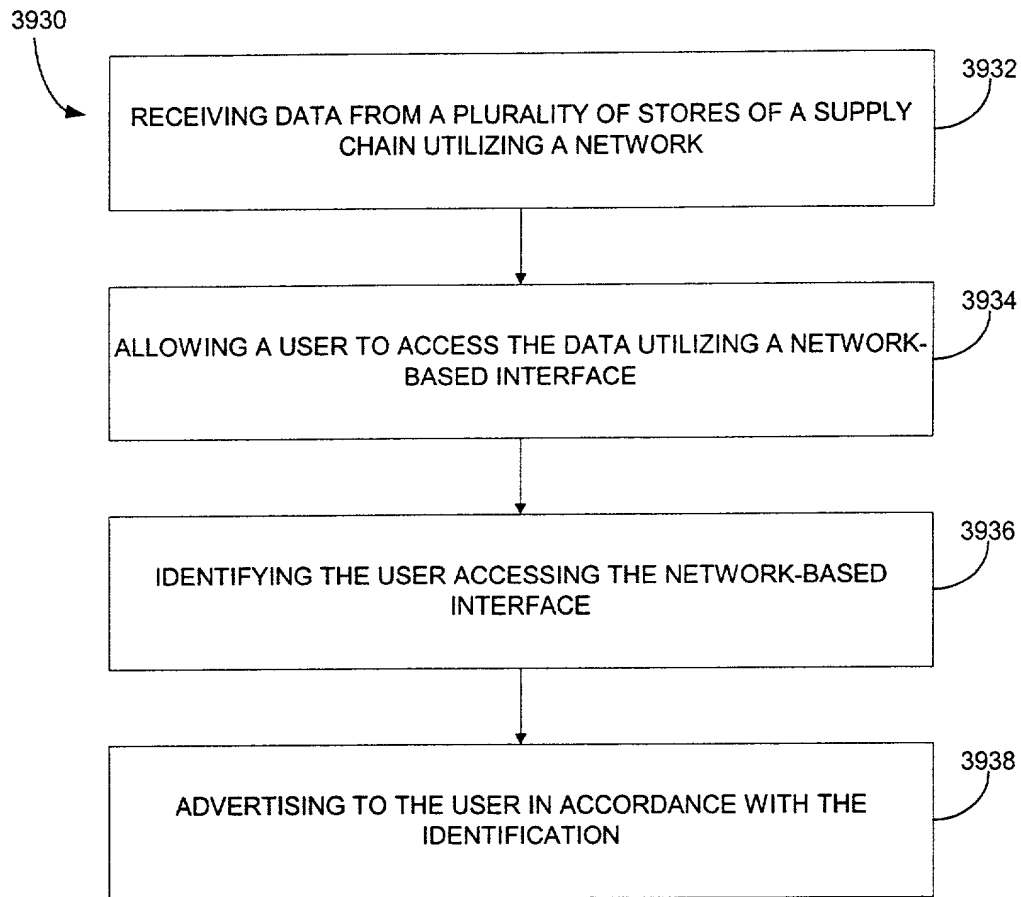 3930
3932
RECEIVING DATA FROM A PLURALITY OF STORES OF A SUPPLY
CHAIN UTILIZING A NETWORK
3934
ALLOWING A USER TO ACCESS THE DATA UTILIZING A NETWORK-
BASED INTERFACE
3936
IDENTIFYING THE USER ACCESSING THE NETWORK-BASED
INTERFACE
3938
ADVERTISING TO THE USER IN ACCORDANCE WITH THE
IDENTIFICATION